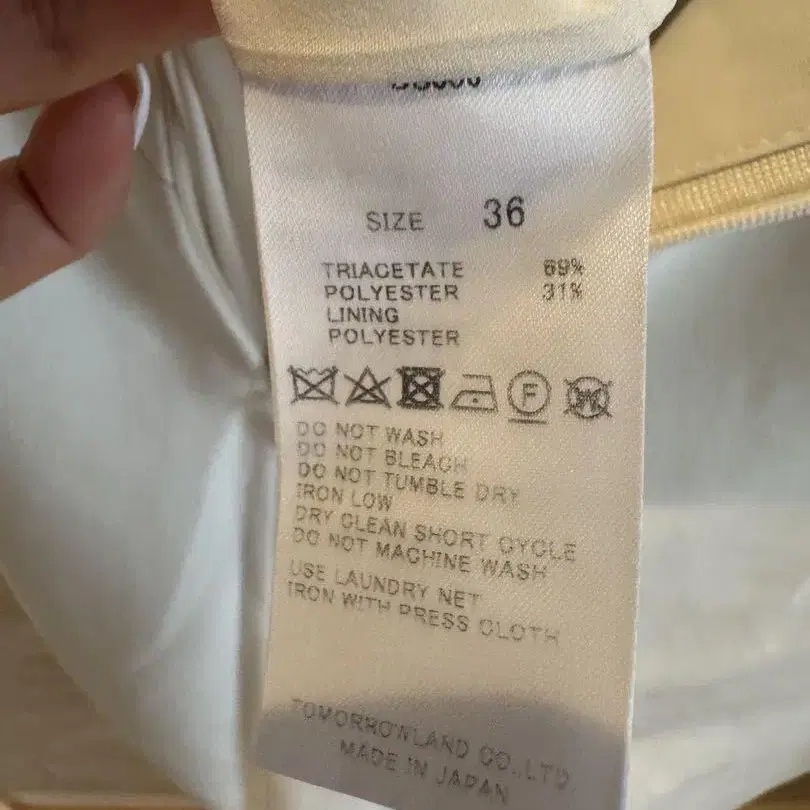 SIZE 36
TRIACETATE 69%
POLYESTER 31%
LINING
POLYESTER
F
W
DO NOT WASH
DO NOT BLEACH
DO NOT TUMBLE DRY
IRON LOW
DRY CLEAN SHORT CYCLE
DO NOT MACHINE WASH
USE LAUNDRY NET
IRON WITH PRESS CLOTH
TOMORROWLAND CO.,LTD.
MADE IN JAPAN